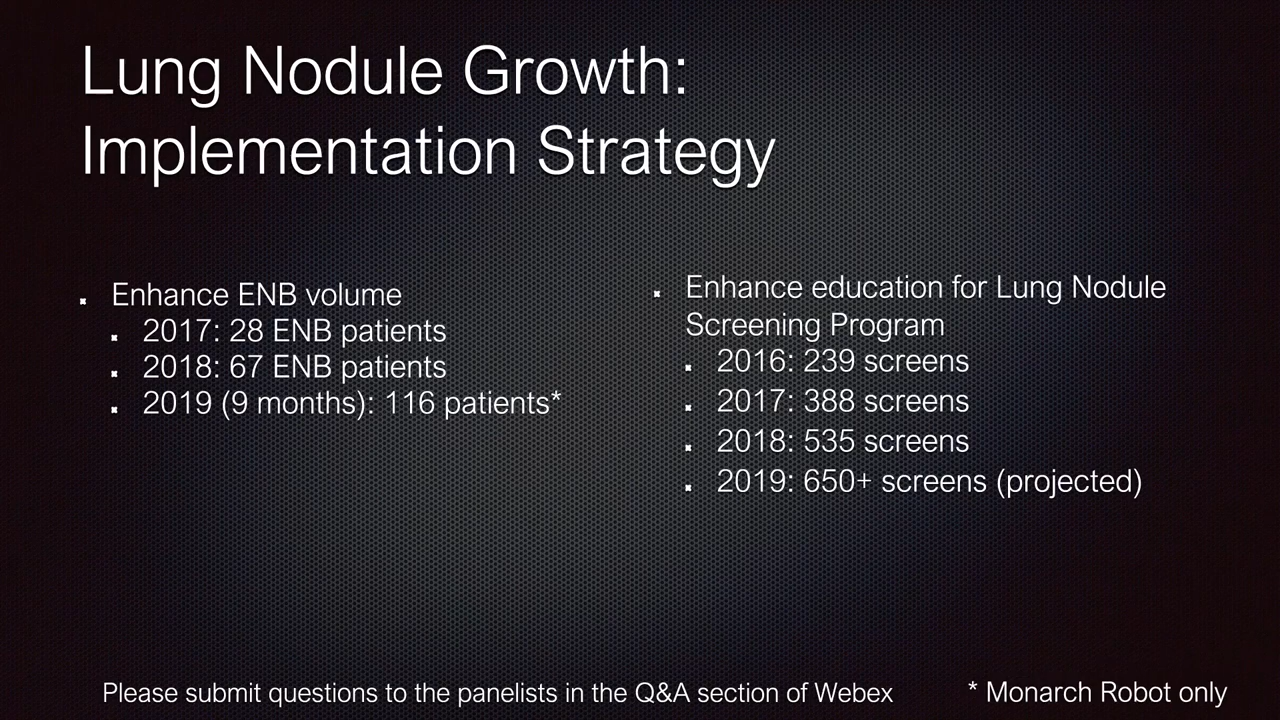 Lung Nodule Growth:
Implementation Strategy
Enhance ENB volume
2017: 28 ENB patients
2018: 67 ENB patients
2019 (9 months): 116 patients*
Enhance education for Lung Nodule
Screening Program
2016: 239 screens
2017: 388 screens
2018: 535 screens
2019: 650+ screens (projected)
Please submit questions to the panelists in the Q&A section of Webex
* Monarch Robot only